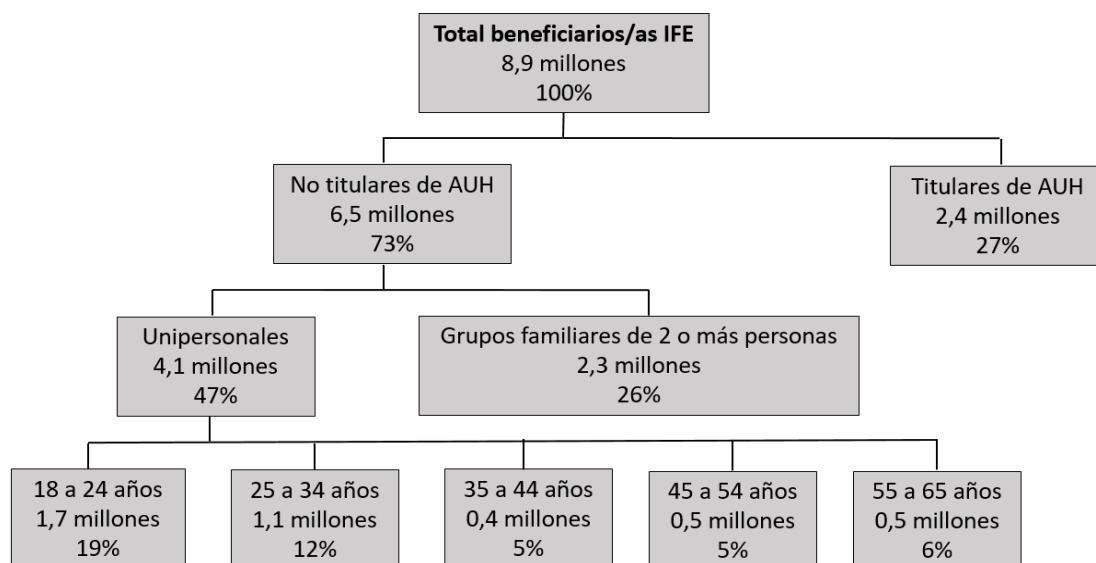 Total beneficiarios/as IFE
8,9 millones
100%
No titulares de AUH
6,5 millones
73%
Titulares de AUH
2,4 millones
27%
Unipersonales
4,1 millones
47%
Grupos familiares de 2 o más personas
2,3 millones
26%
18 a 24 años
1,7 millones
19%
25 a 34 años
1,1 millones
12%
35 a 44 años
0,4 millones
5%
45 a 54 años
0,5 millones
5%
55 a 65 años
0,5 millones
6%